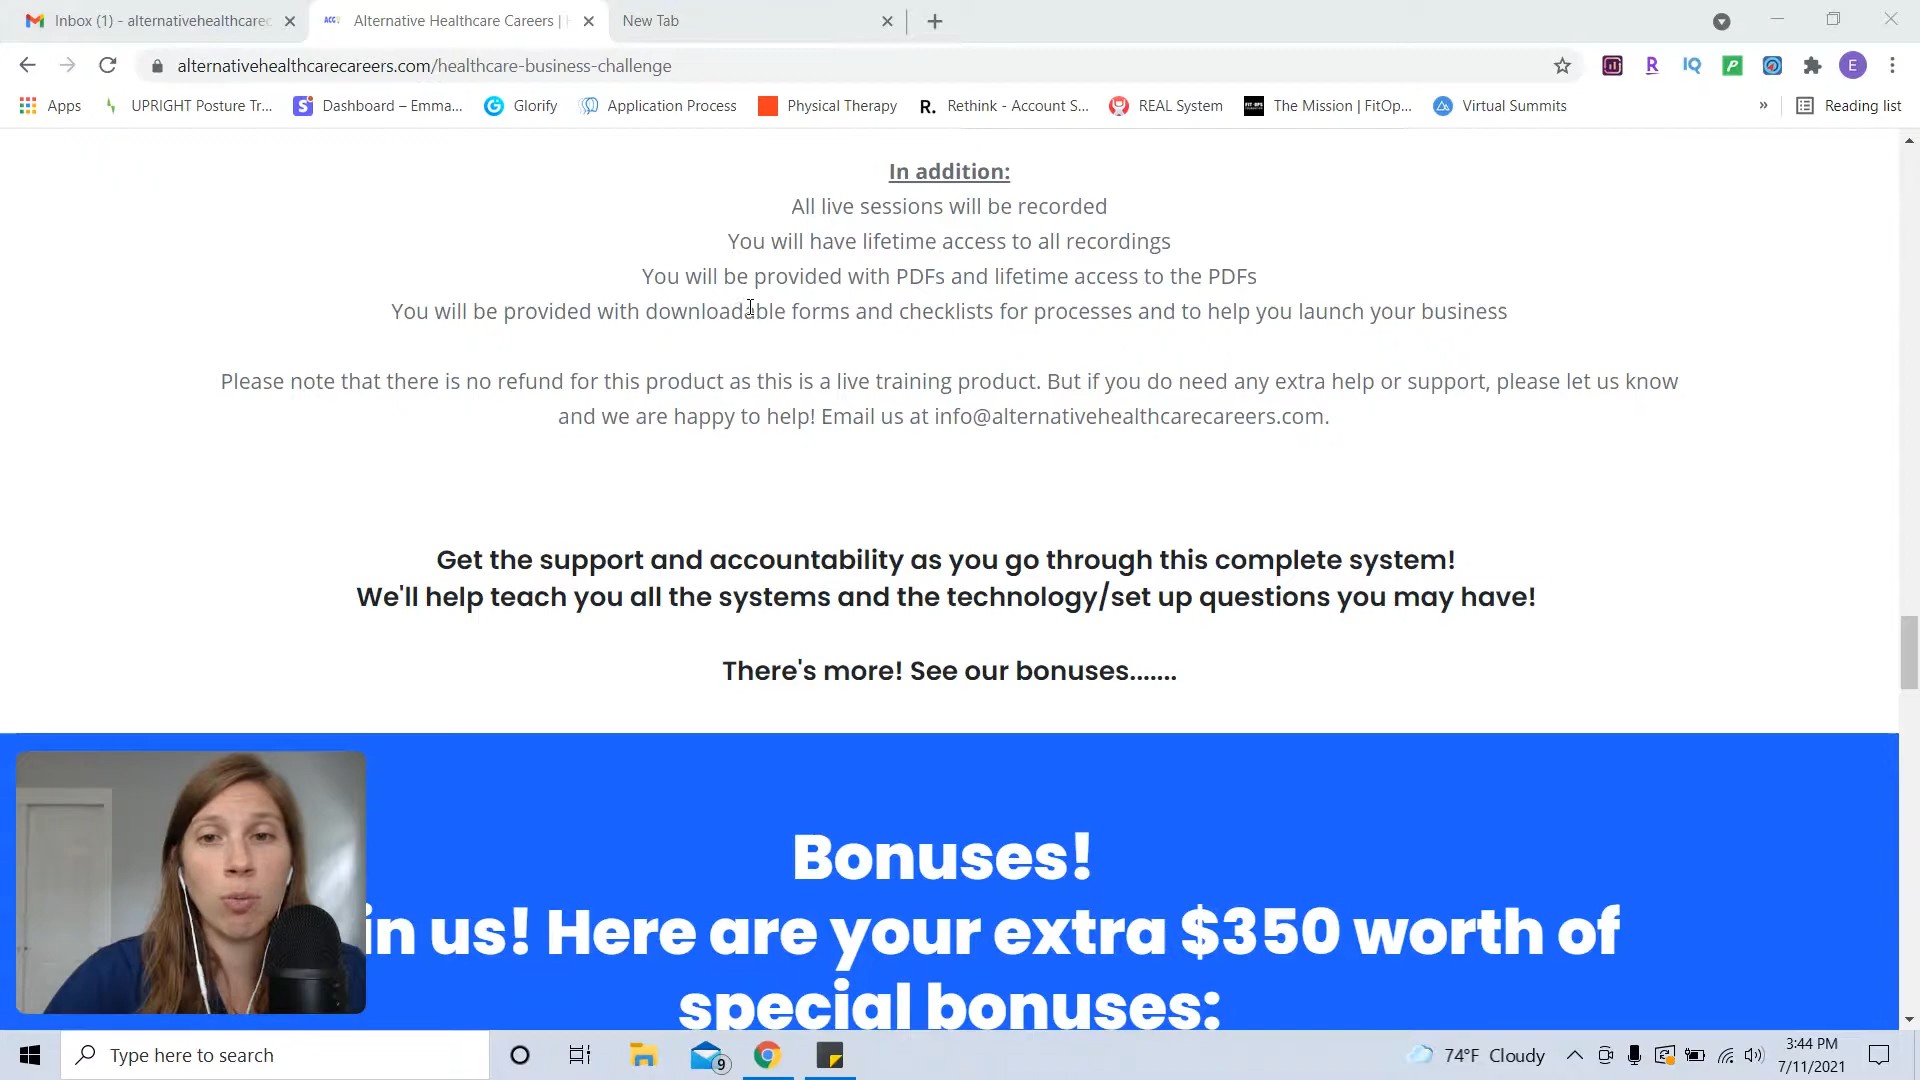 Inbox (1) - alternativehealthcarec
Alternative Healthcare Careers |
New Tab
alternativehealthcarecareers.com/healthcare-business-challenge
E
Apps
UPRIGHT Posture Tr...
Dashboard – Emma...
Glorify
Application Process
Physical Therapy
R. Rethink - Account S...
REAL System
The Mission | FitOp...
Virtual Summits
»
Reading list
In addition:
All live sessions will be recorded
You will have lifetime access to all recordings
You will be provided with PDFs and lifetime access to the PDFs
You will be provided with downloadable forms and checklists for processes and to help you launch your business
Please note that there is no refund for this product as this is a live training product. But if you do need any extra help or support, please let us know
and we are happy to help! Email us at info@alternativehealthcarecareers.com.
Get the support and accountability as you go through this complete system!
We'll help teach you all the systems and the technology/set up questions you may have!
There's more! See our bonuses.......
Bonuses!
in us! Here are your extra $350 worth of
special bonuses:
Type here to search
9
74°F Cloudy
3:44 PM
7/11/2021